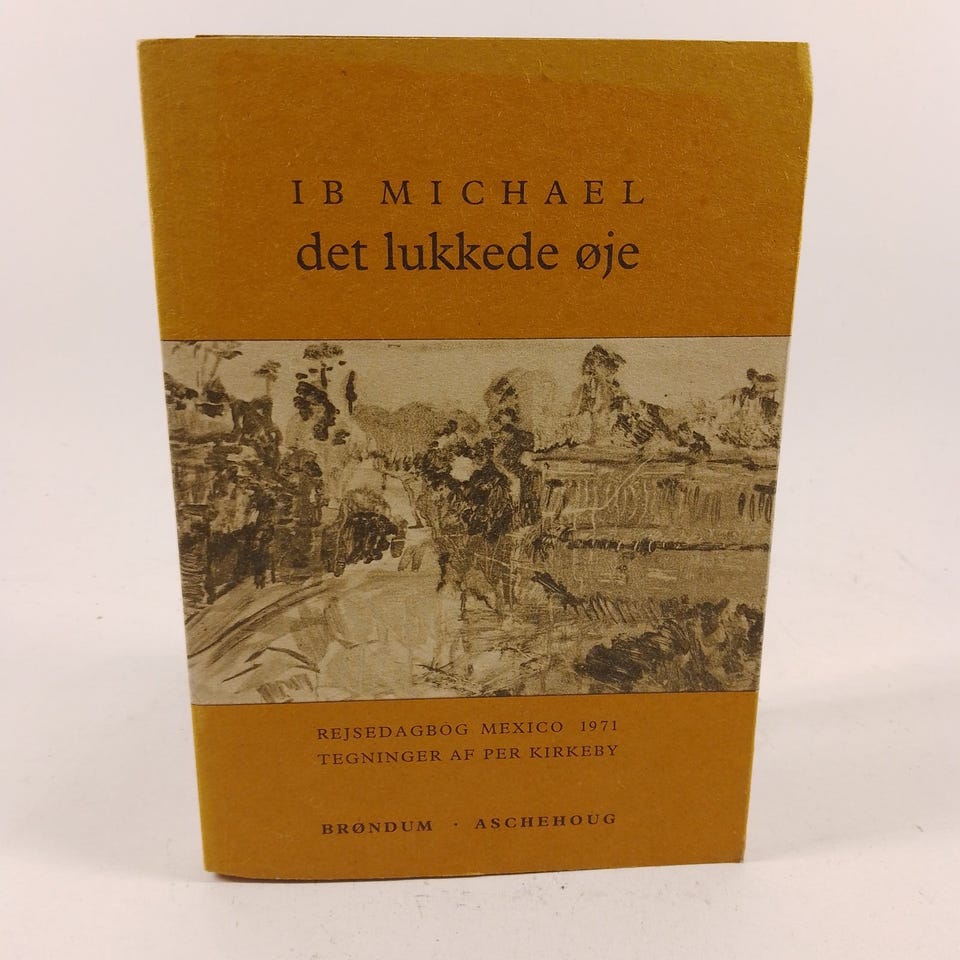 IB MICHAEL
det lukkede øje
REJSEDAGBOG MEXICO 1971
TEGNINGER AF PER KIRKEBY
BRØNDUM · ASCHEHOUG